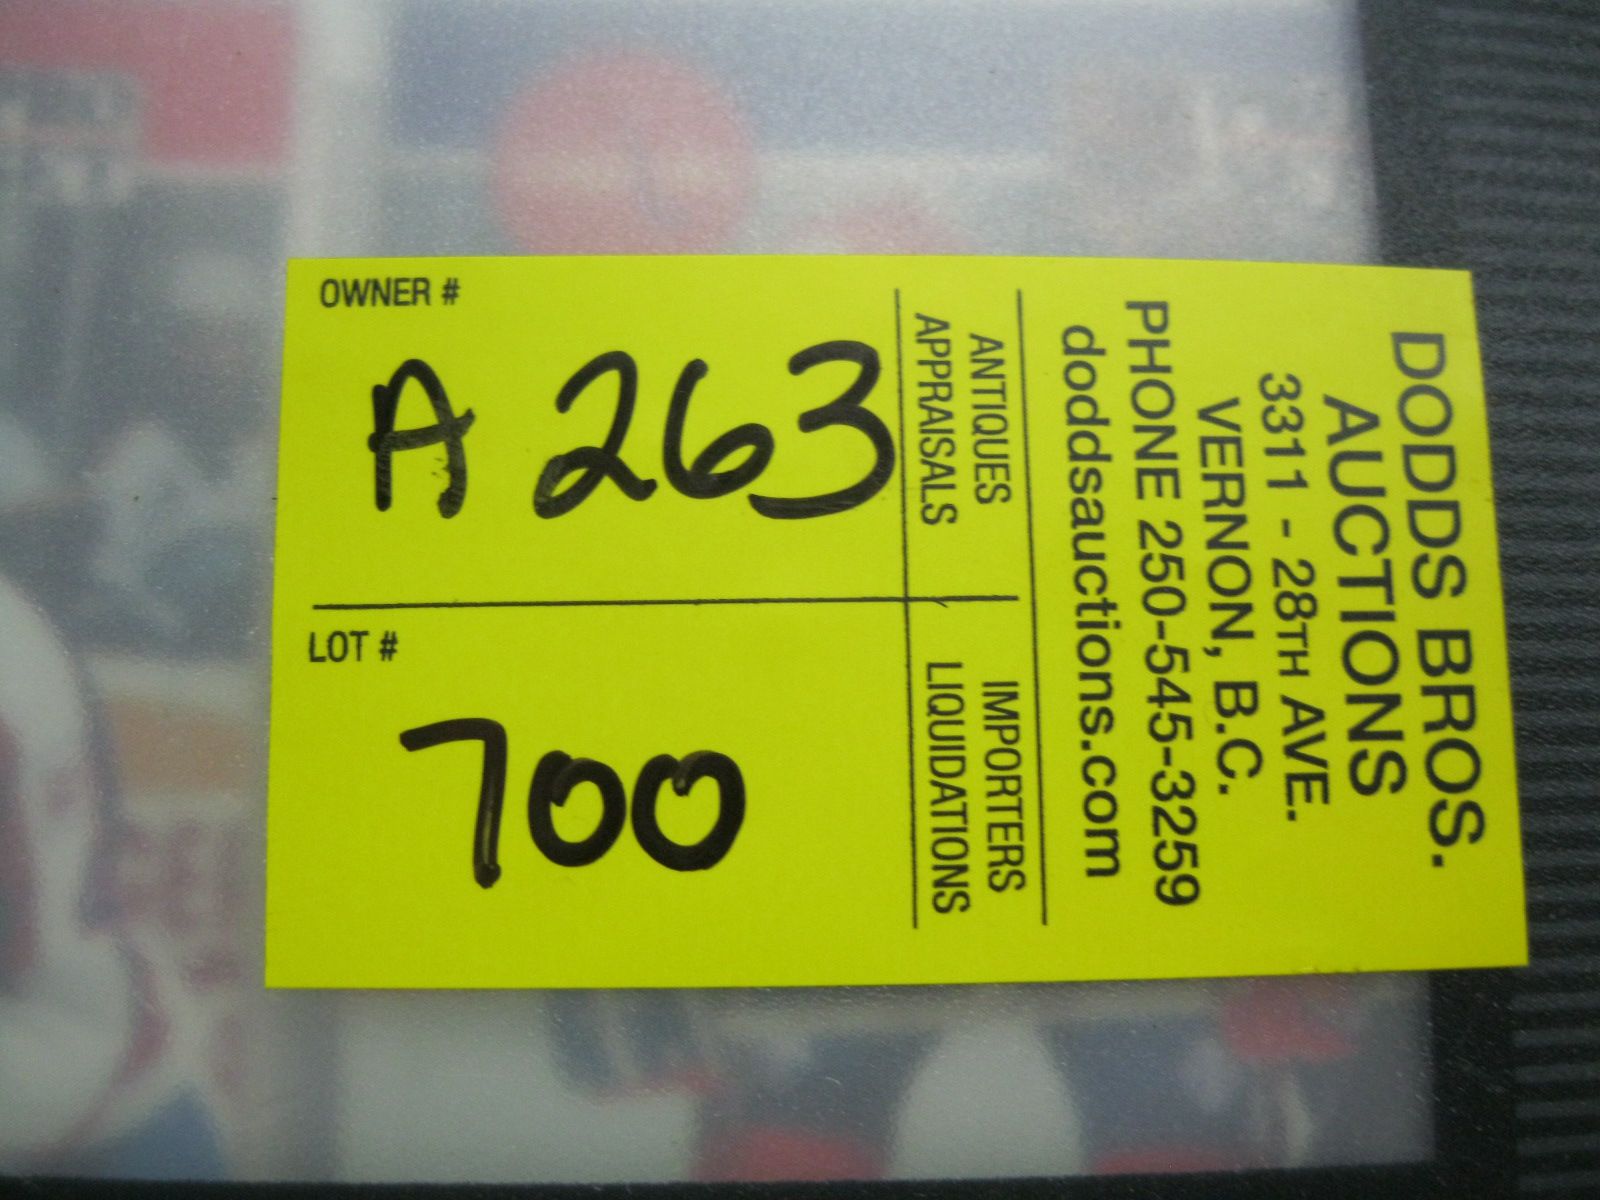 OWNER #
A 263
LOT #
700
DODDS BROS.
AUCTIONS
3311 - 28TH AVE.
VERNON, B.C.
PHONE 250-545-3259
doddsauctions.com
ANTIQUES
APPRAISALS
IMPORTERS
LIQUIDATIONS